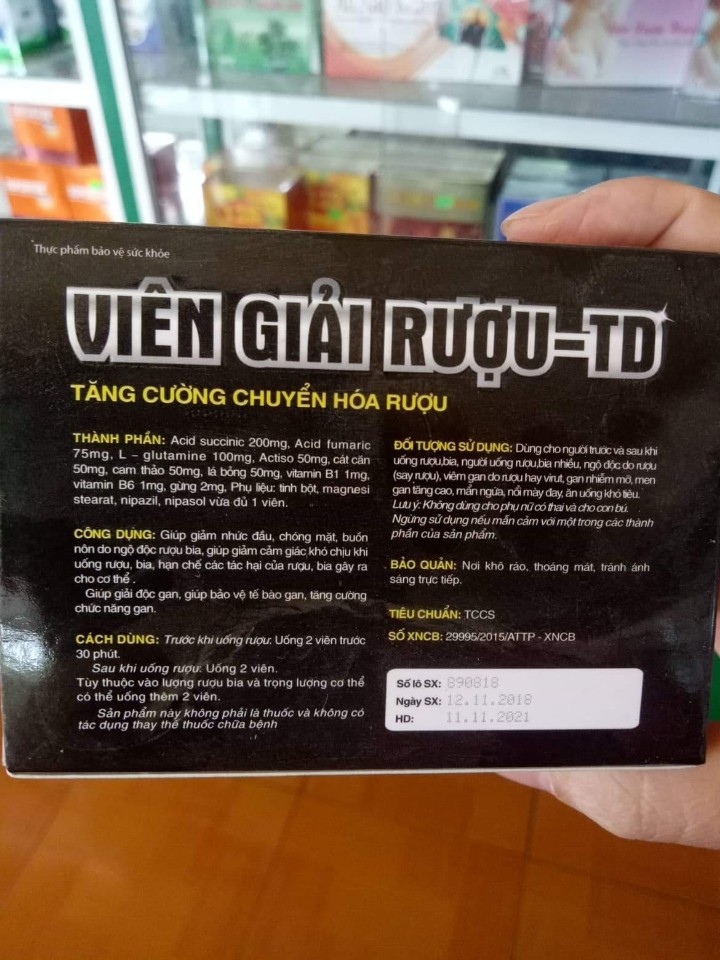 Thực phẩm bảo vệ sức khỏe
VIÊN GIẢI RƯỢU-TD
TĂNG CƯỜNG CHUYỂN HÓA RƯỢU
THÀNH PHẦN: Acid succinic 200mg, Acid fumaric
75mg, L – glutamine 100mg, Actiso 50mg, cát căn
50mg, cam thảo 50mg, lá bỏng 50mg, vitamin B1 1mg,
vitamin B6 1mg, gừng 2mg, Phụ liệu: tinh bột, magnesi
stearat, nipazil, nipasol vừa đủ 1 viên.
CÔNG DỤNG: Giúp giảm nhức đầu, chóng mặt, buồn
nôn do ngộ độc rượu bia, giúp giảm cảm giác khó chịu khi
uống rượu, bia, hạn chế các tác hại của rượu, bia gây ra
cho cơ thể .
Giúp giải độc gan, giúp bảo vệ tế bào gan, tăng cường
chức năng gan.
CÁCH DÙNG: Trước khi uống rượu: Uống 2 viên trước
30 phút.
Sau khi uống rượu: Uống 2 viên.
Tùy thuộc vào lượng rượu bia và trọng lượng cơ thể
có thể uống thêm 2 viên.
Sản phẩm này không phải là thuốc và không có
tác dụng thay thế thuốc chữa bệnh
ĐỐI TƯỢNG SỬ DỤNG: Dùng cho người trước và sau khi
uống rượu,bia, người uống rượu,bia nhiều, ngộ độc do rượu
(say rượu), viêm gan do rượu hay virut, gan nhiễm mỡ, men
gan tăng cao, mẩn ngứa, nổi mày đay, ăn uống khó tiêu.
Lưu ý: Không dùng cho phụ nữ có thai và cho con bú.
Ngừng sử dụng nếu mẫn cảm với một trong các thành
phần của sản phẩm.
BẢO QUẢN: Nơi khô ráo, thoáng mát, tránh ánh
sáng trực tiếp.
TIÊU CHUẨN: TCCS
SỐ XNCB: 29995/2015/ATTP - XNCB
Số lô SX: 890818
Ngày SX: 12.11.2018
HD: 11.11.2021